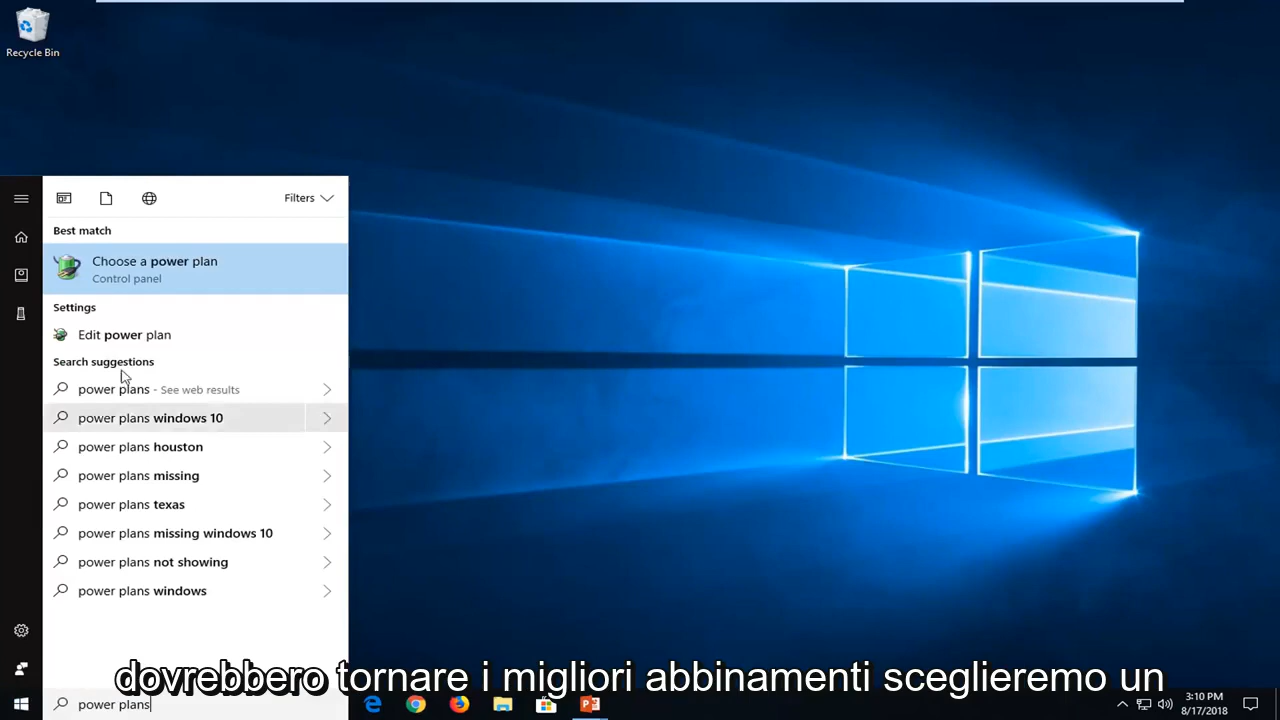 Recycle Bin
Filters
Best match
Choose a power plan
Control panel
Settings
Edit power plan
Search suggestions
power plans - See web results
power plans windows 10
power plans houston
power plans missing
power plans texas
power plans missing windows 10
power plans not showing
power plans windows
dovrebbero tornare i migliori abbinamenti sceglieremo un
power plans
3:10 PM
8/17/2018